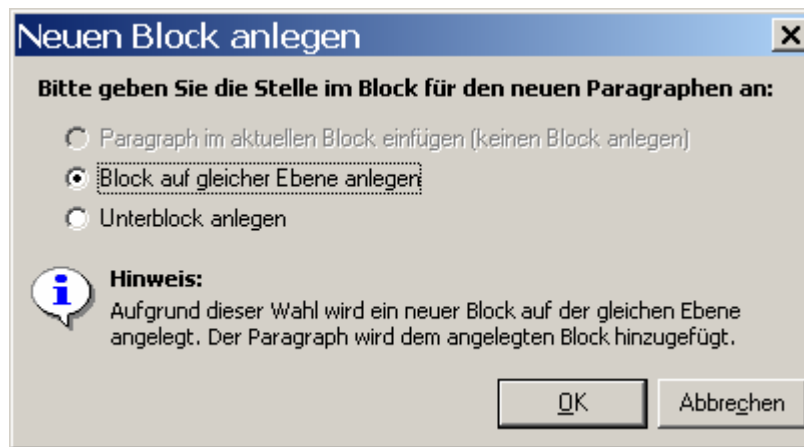 Neuen Block anlegen
Bitte geben Sie die Stelle im Block für den neuen Paragraphen an:
Paragraph im aktuellen Block einfügen (keinen Block anlegen)
Block auf gleicher Ebene anlegen
Unterblock anlegen
Hinweis:
Aufgrund dieser Wahl wird ein neuer Block auf der gleichen Ebene
angelegt. Der Paragraph wird dem angelegten Block hinzugefügt.
OK Abbrechen